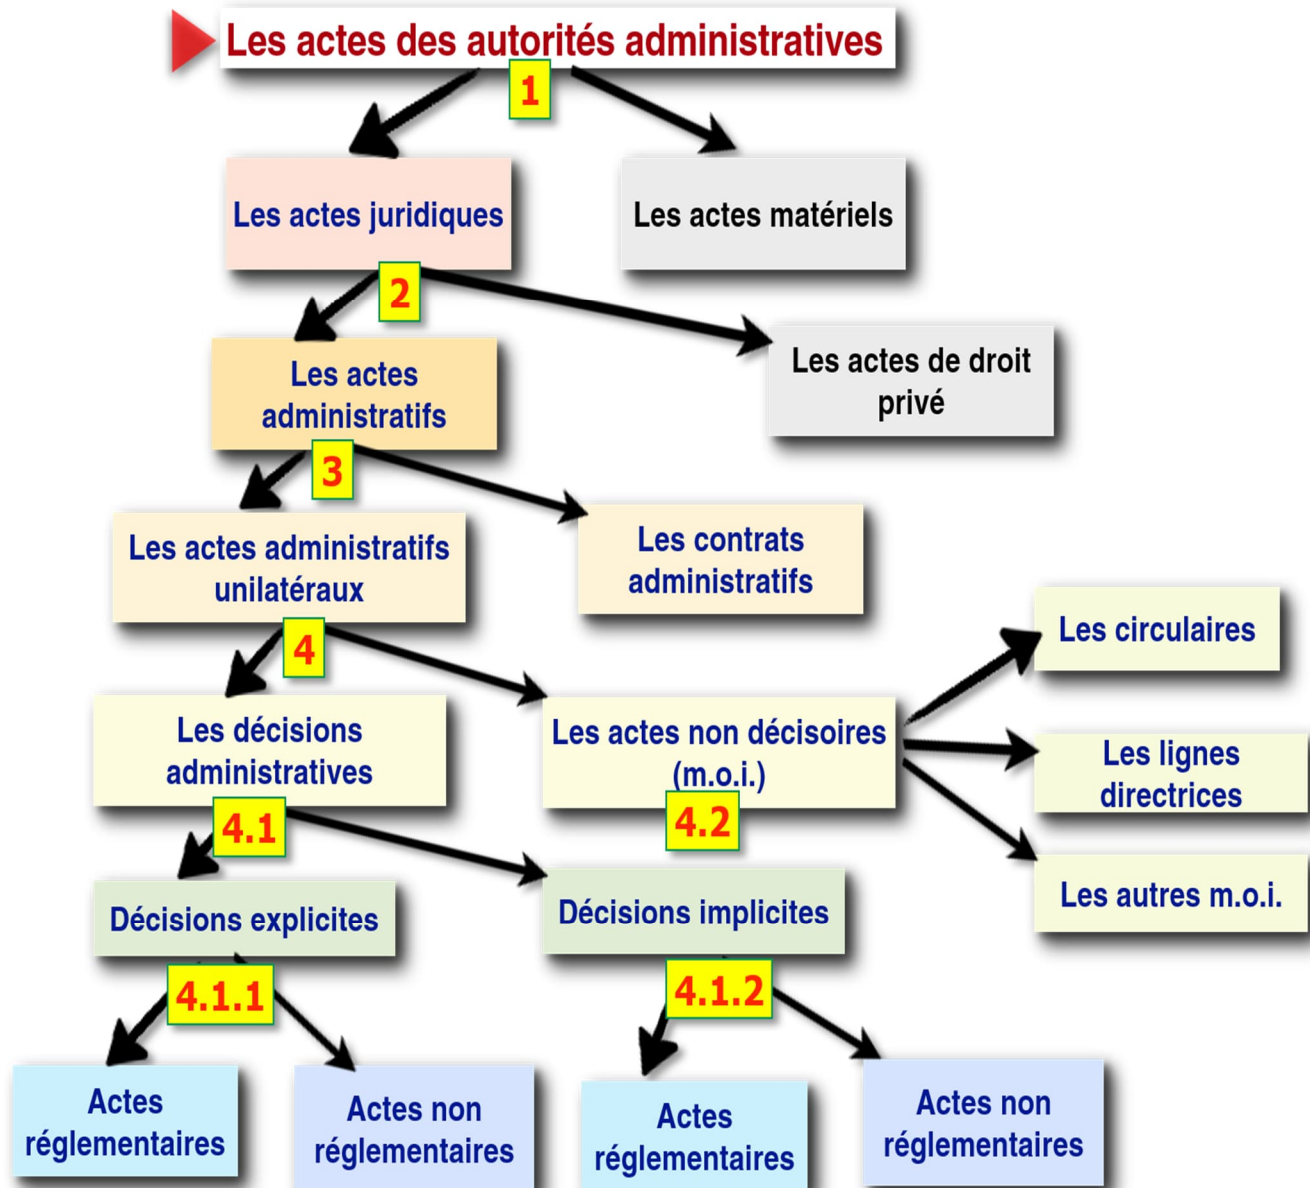 Les actes des autorités administratives
1
Les actes juridiques
Les actes matériels
2
Les actes
administratifs
Les actes de droit
privé
3
Les actes administratifs
unilatéraux
Les contrats
administratifs
4
Les décisions
administratives
Les actes non décisoires
(m.o.i.)
Les circulaires
Les lignes
directrices
Les autres m.o.i.
4.1
4.2
Décisions explicites
Décisions implicites
4.1.1
4.1.2
Actes
réglementaires
Actes non
réglementaires
Actes
réglementaires
Actes non
réglementaires